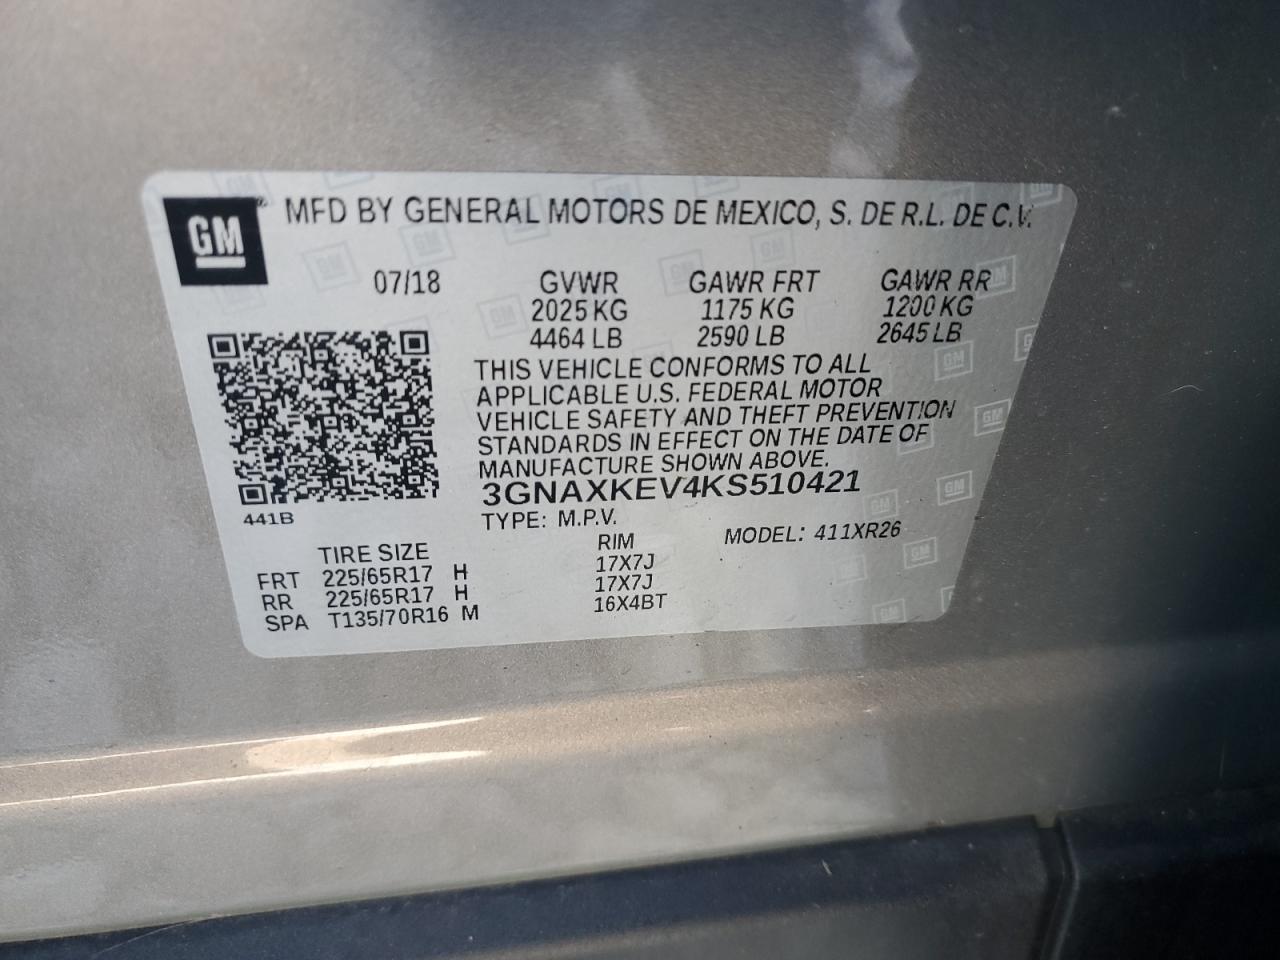 GM MFD BY GENERAL MOTORS DE MEXICO, S. DE R.L. DE C.V.
07/18 GVWR GAWR FRT GAWR RR
2025 KG 1175 KG 1200 KG
4464 LB 2590 LB 2645 LB
THIS VEHICLE CONFORMS TO ALL
APPLICABLE U.S. FEDERAL MOTOR
VEHICLE SAFETY AND THEFT PREVENTION
STANDARDS IN EFFECT ON THE DATE OF
MANUFACTURE SHOWN ABOVE.
3GNAXKEV4KS510421
441B
TYPE: M.P.V. MODEL: 411XR26
TIRE SIZE RIM
FRT 225/65R17 H 17X7J
RR 225/65R17 H 17X7J
SPA T135/70R16 M 16X4BT